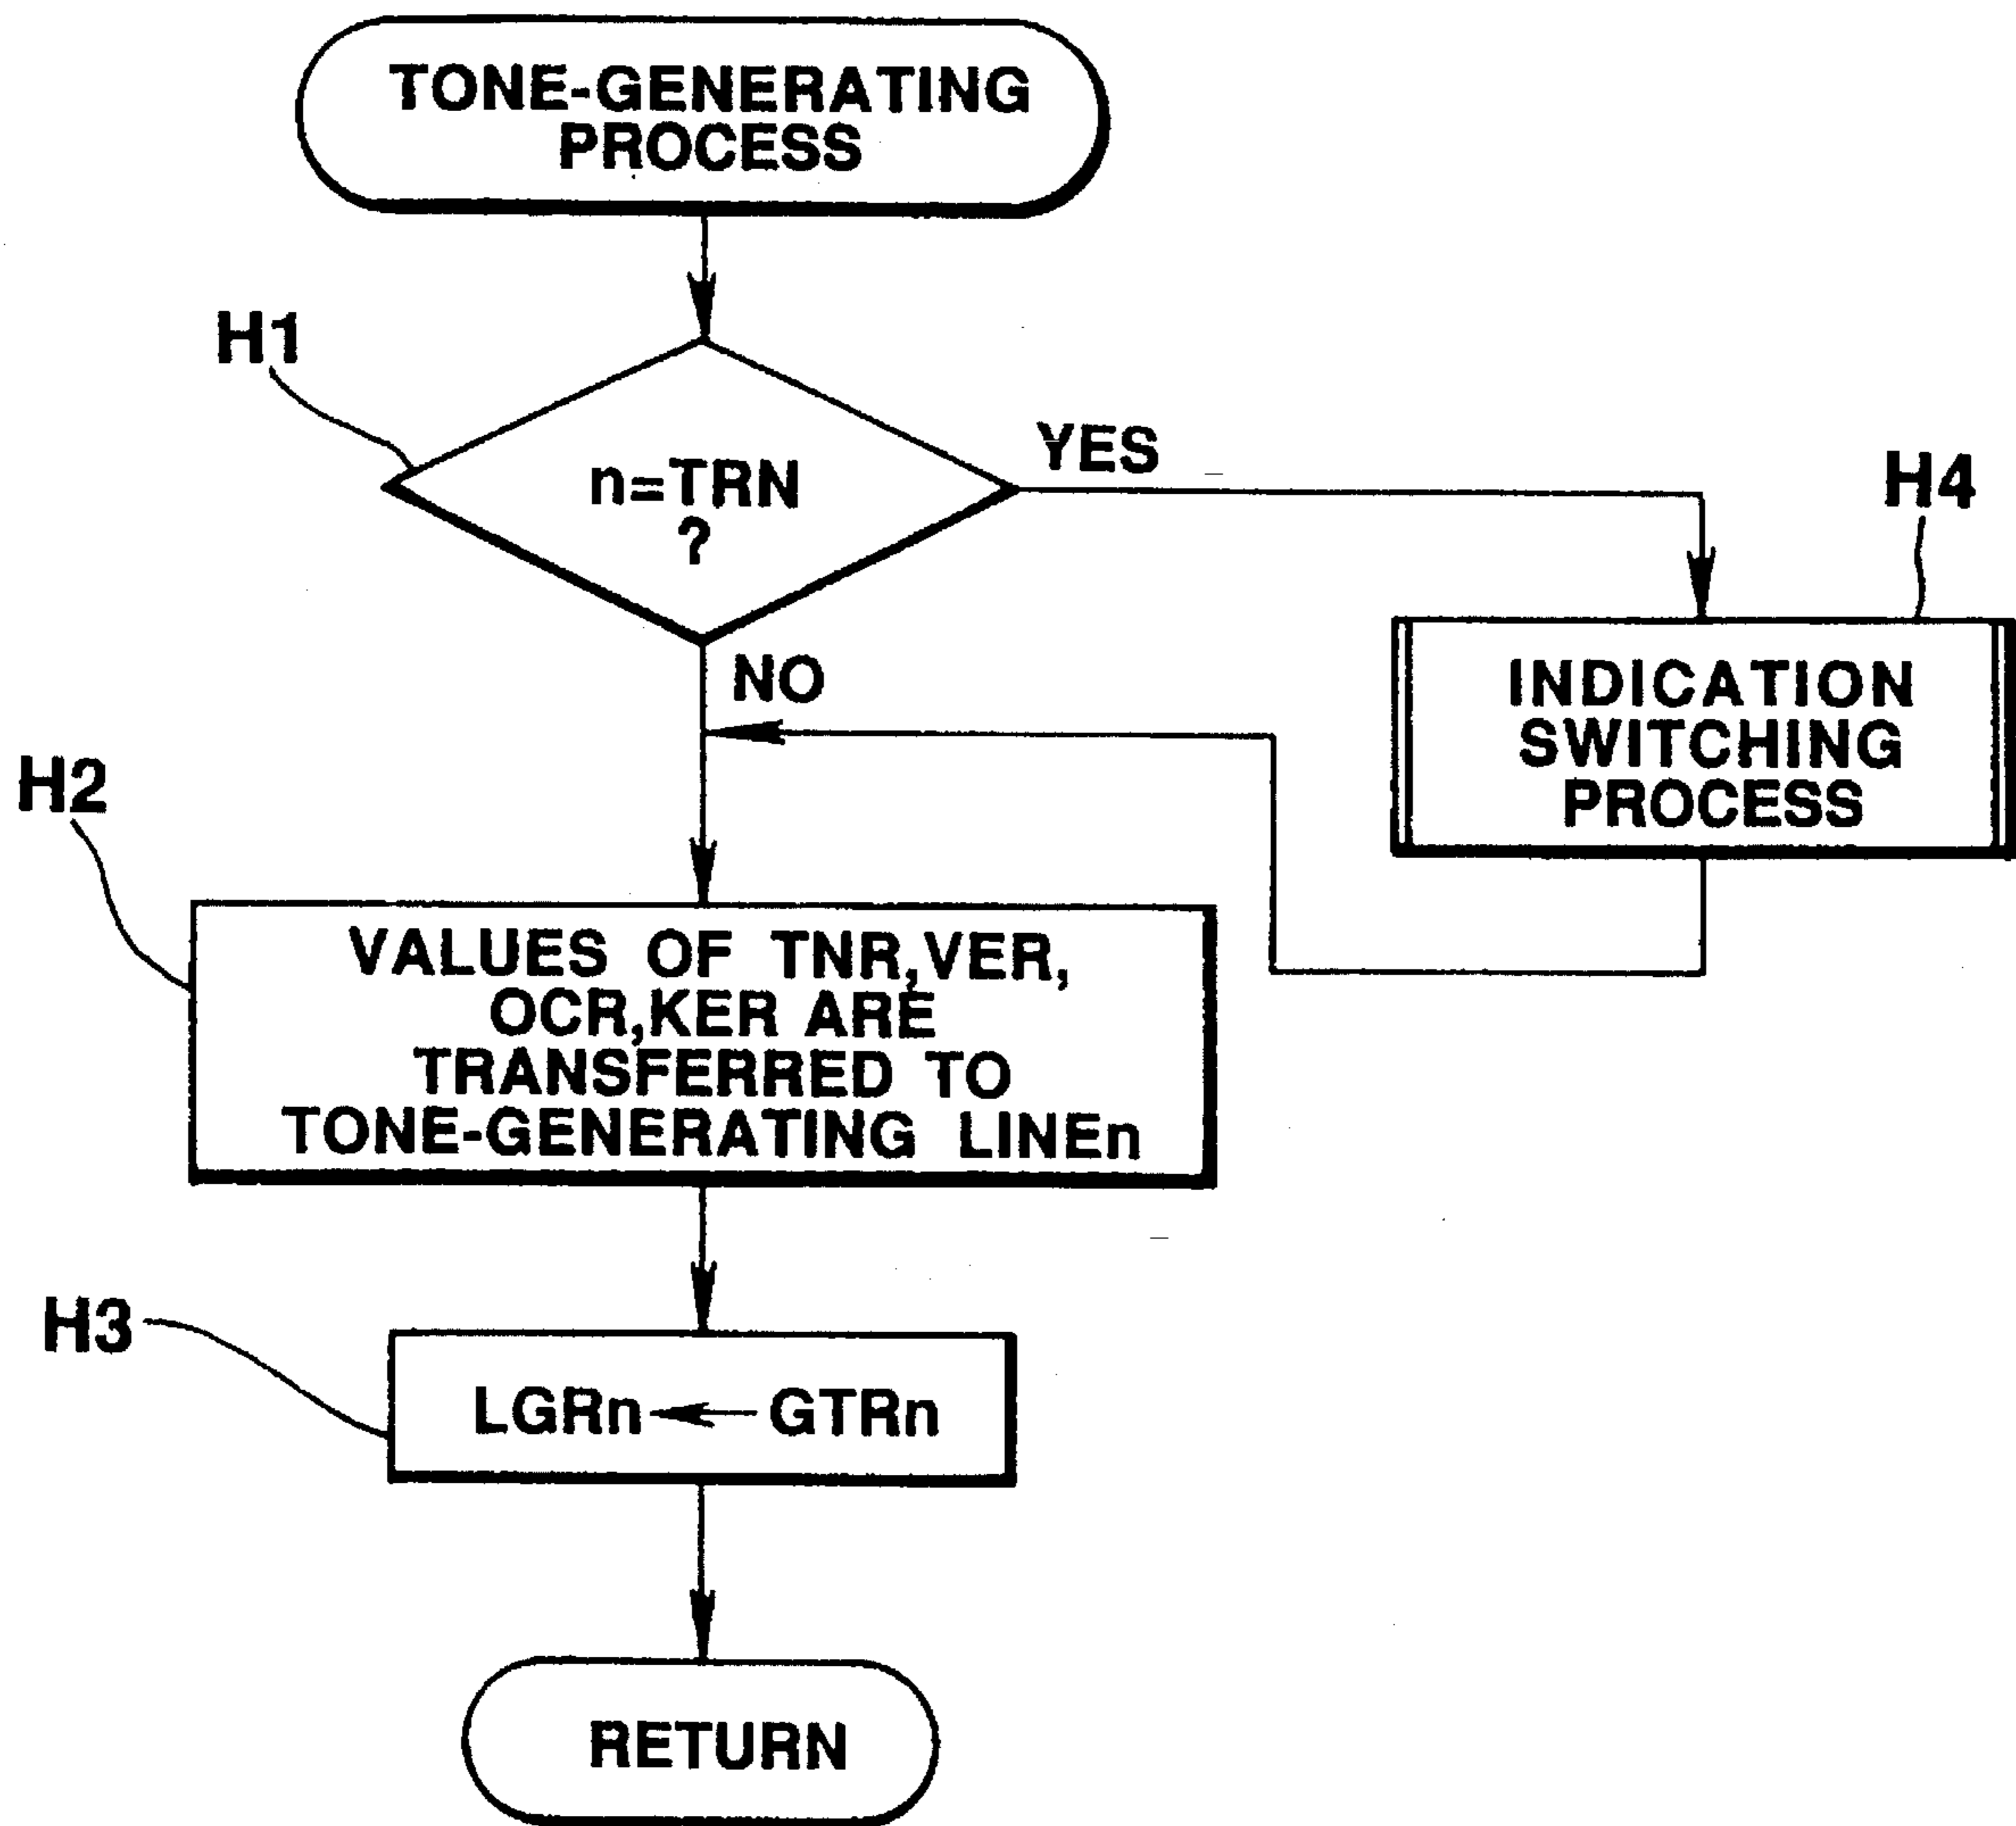 TONE-GENERATING
PROCESS
H1
n=TRN
?
YES
H4
NO
INDICATION
SWITCHING
PROCESS
H2
VALUES OF TNR,VER,
OCR,KER ARE
TRANSFERRED TO
TONE-GENERATING LINEn
H3
LGRn ← GTRn
RETURN